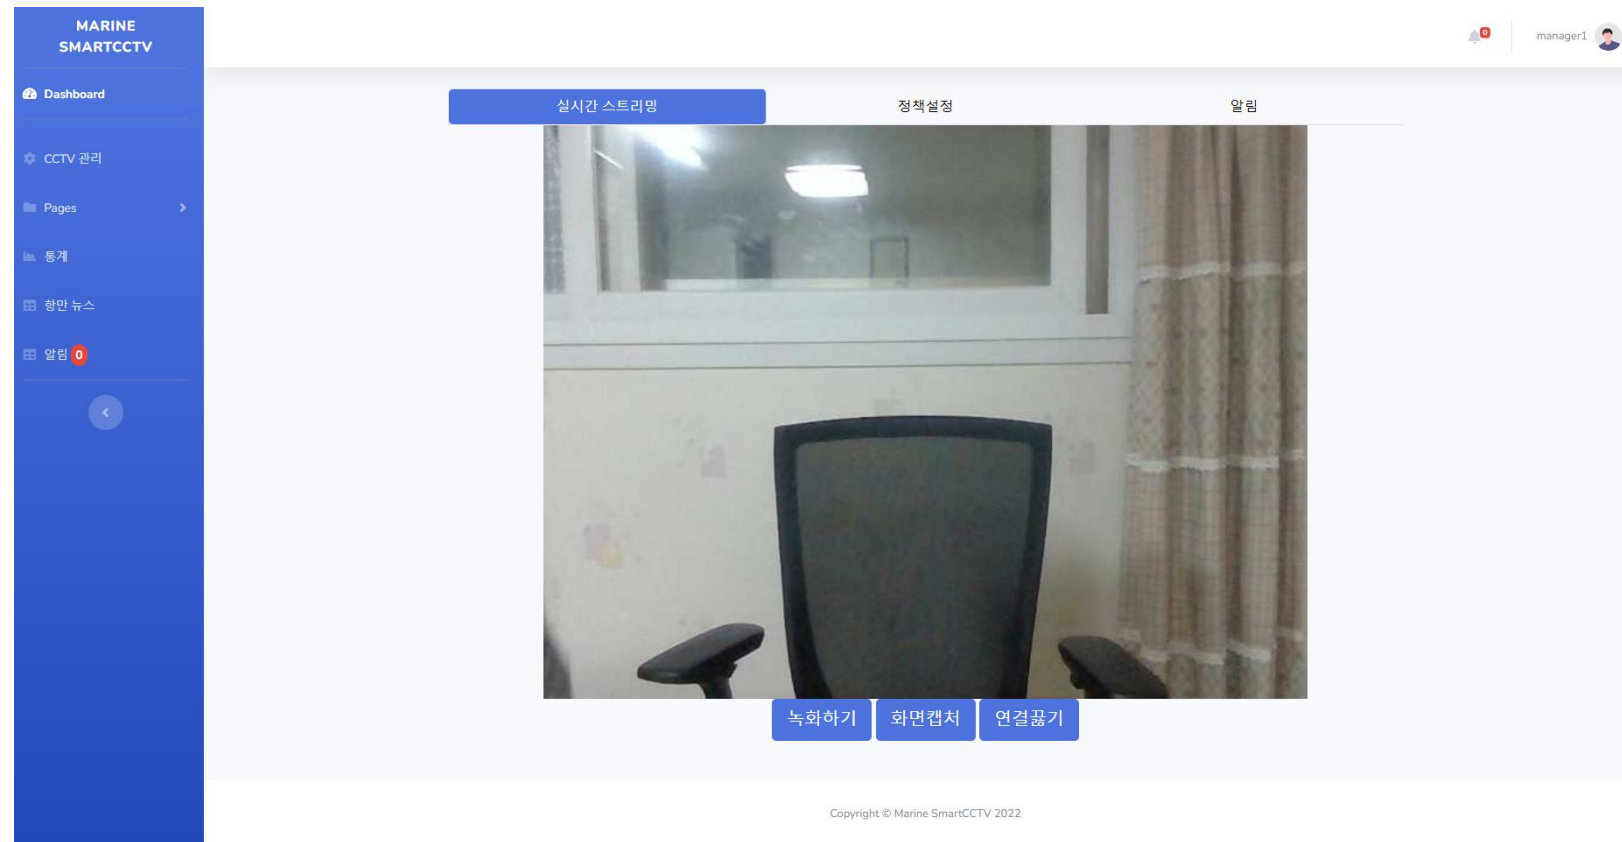 MARINE
SMARTCCTV
0
manager1
Dashboard
실시간 스트리밍
정책설정
알림
CCTV 관리
Pages
통계
항만 뉴스
알림 0
녹화하기
화면캡처
연결끓기
Copyright © Marine SmartCCTV 2022